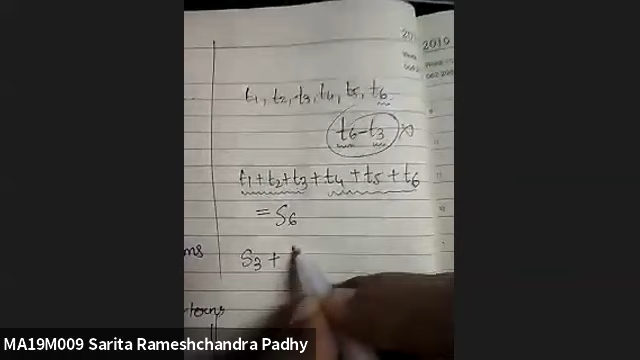 2019
t1, t2, t3, t4, t5, t6
t6-t3
t1+t2+t3+t4+t5+t6
= S6
S3 +
MA19M009 Sarita Rameshchandra Padhy